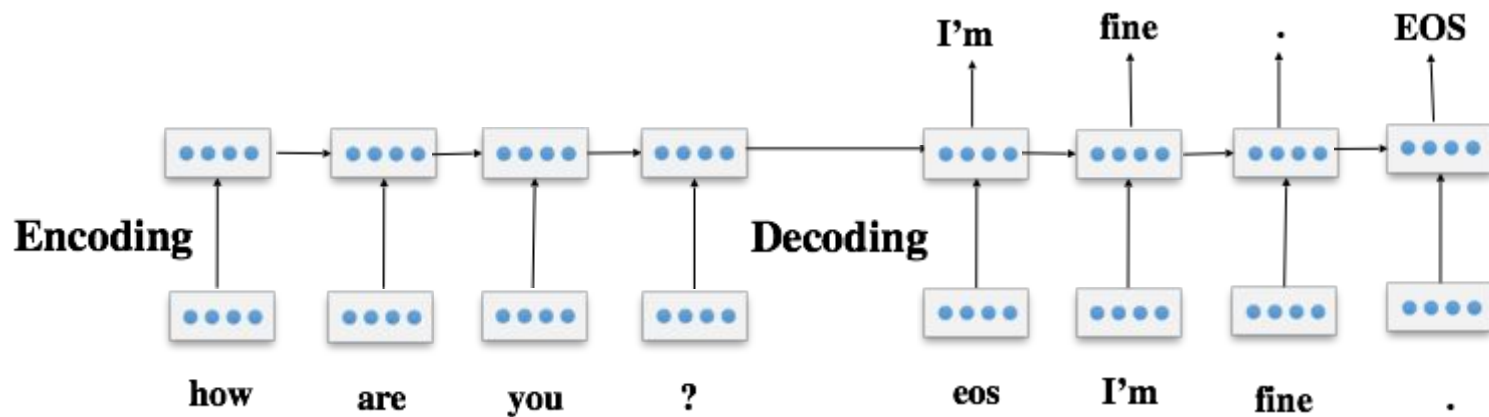 I’m fine . EOS
Encoding Decoding
how are you ? eos I’m fine .